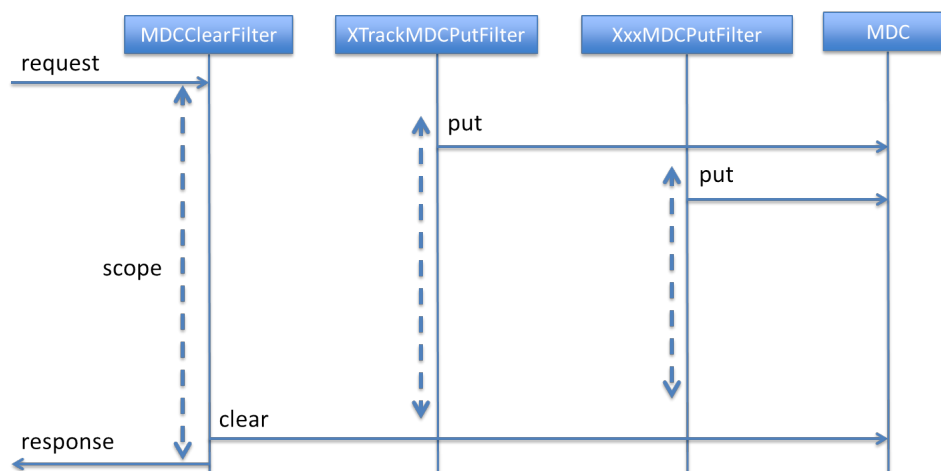 MDCClearFilter
XTrackMDCPutFilter
XxxMDCPutFilter
MDC
request
put
put
scope
clear
response